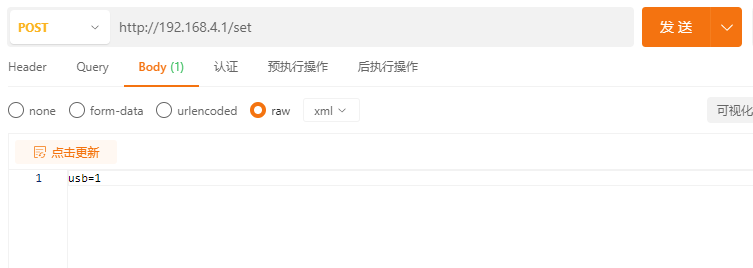 POST http://192.168.4.1/set 发 送
Header Query Body (1) 认证 预执行操作 后执行操作
none form-data urlencoded raw xml 可视化
点击更新
1 usb=1